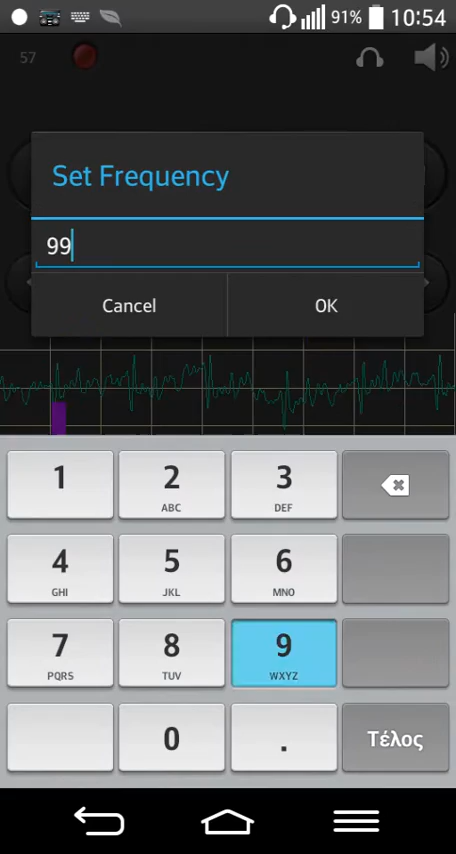 91% 10:54
57
Set Frequency
99
Cancel OK
1 2 3
ABC DEF
4 5 6
GHI JKL MNO
7 8 9
PQRS TUV WXYZ
0 . Τέλος